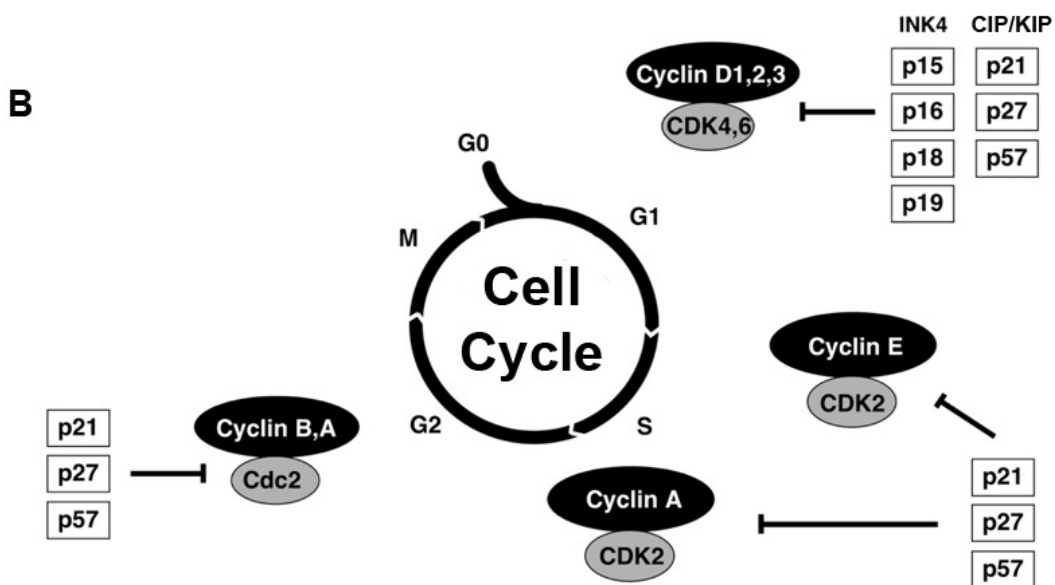 B
INK4 CIP/KIP
Cyclin D1,2,3
CDK4,6
p15 p21
p16 p27
p18 p57
p19
G0
G1
M
Cell
Cycle
G2
S
Cyclin E
CDK2
p21
p27
p57
Cyclin B,A
Cdc2
Cyclin A
CDK2
p21
p27
p57